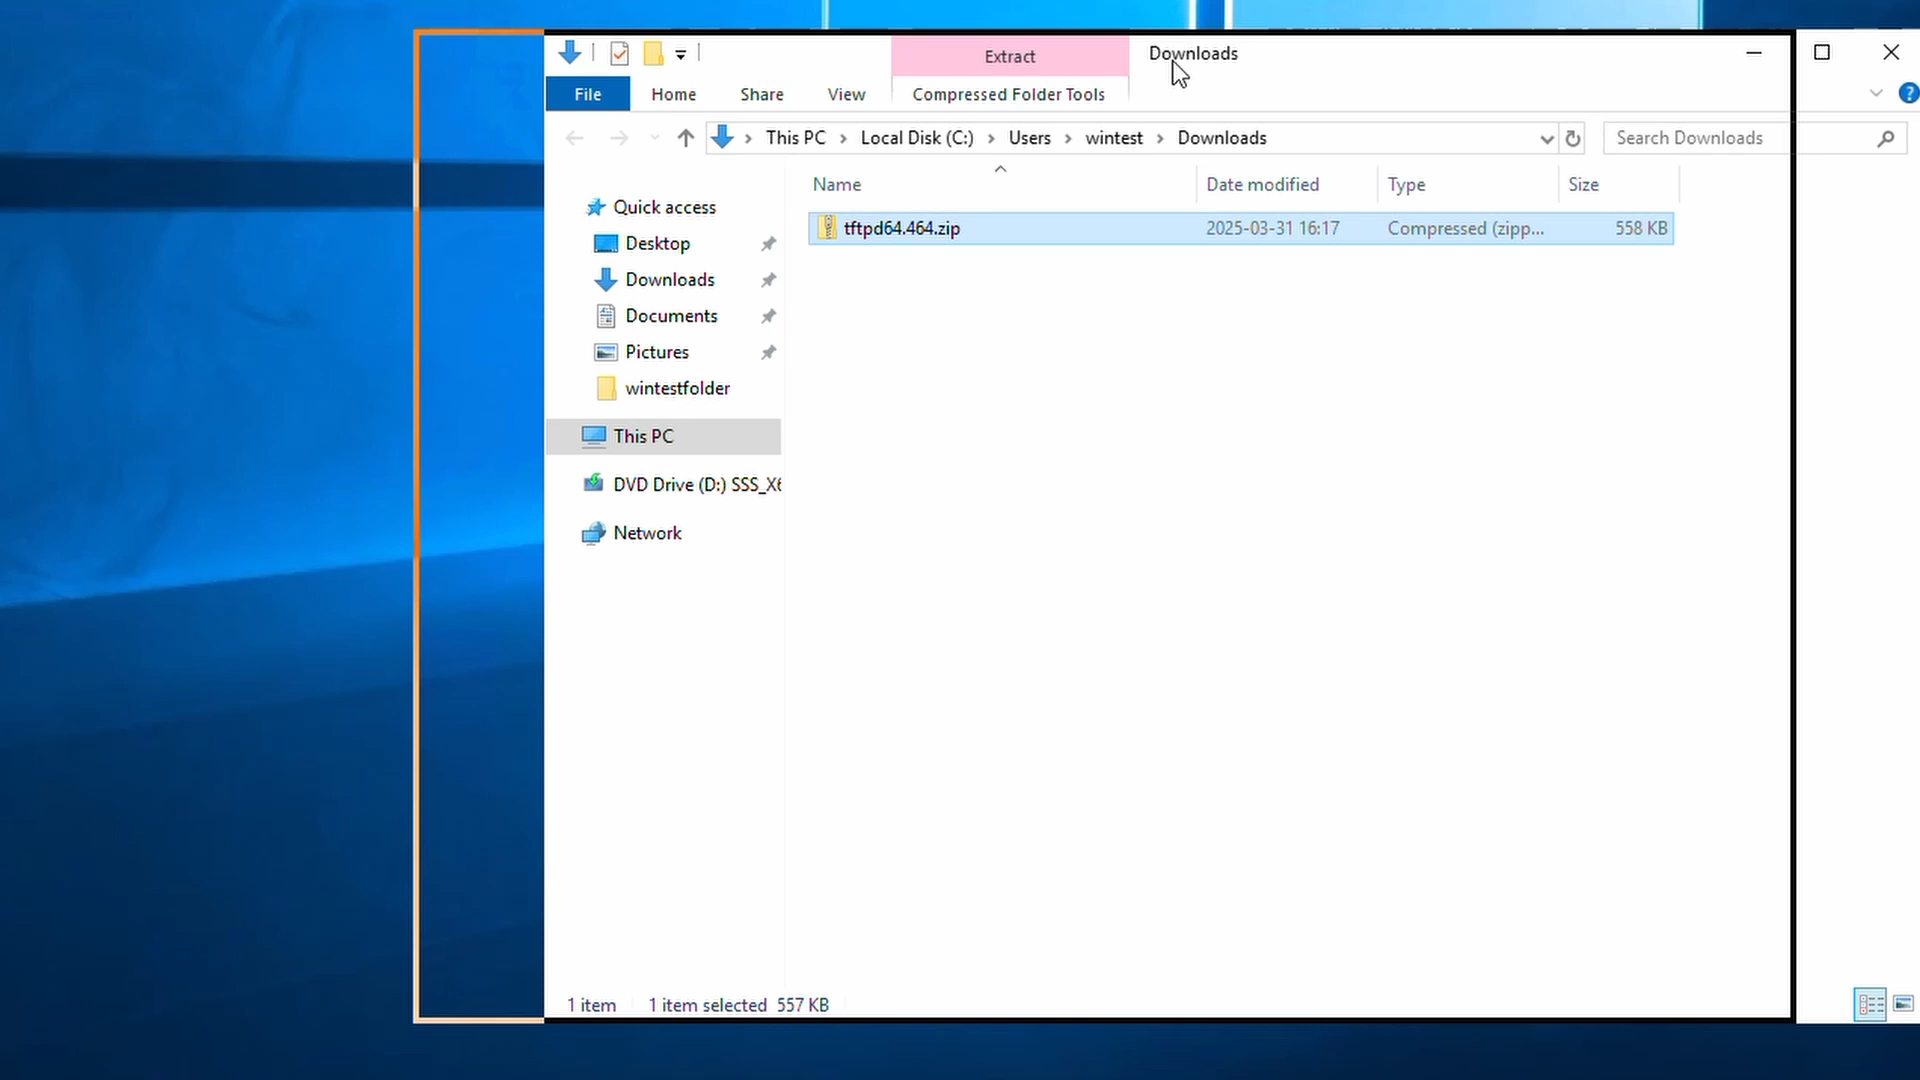 Extract
Downloads
File
Home
Share
View
Compressed Folder Tools
?
This PC
Local Disk (C:)
Users
wintest
Downloads
Search Downloads
Name
Date modified
Type
Size
Quick access
tftpd64.464.zip
2025-03-31 16:17
Compressed (zipp...
558 KB
Desktop
Downloads
Documents
Pictures
wintestfolder
This PC
DVD Drive (D:) SSS_X6
Network
1 item
1 item selected 557 KB